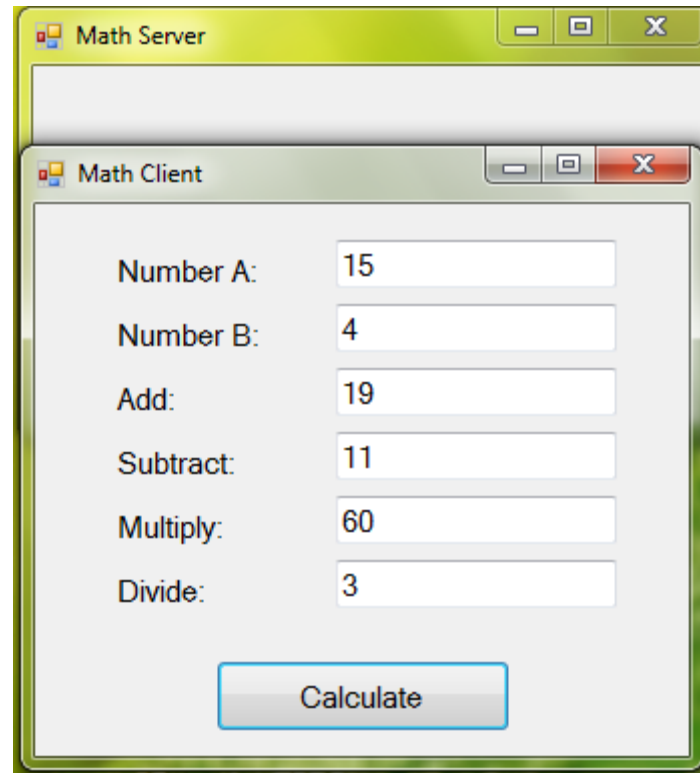 Math Server
Math Client
Number A: 15
Number B: 4
Add: 19
Subtract: 11
Multiply: 60
Divide: 3
Calculate